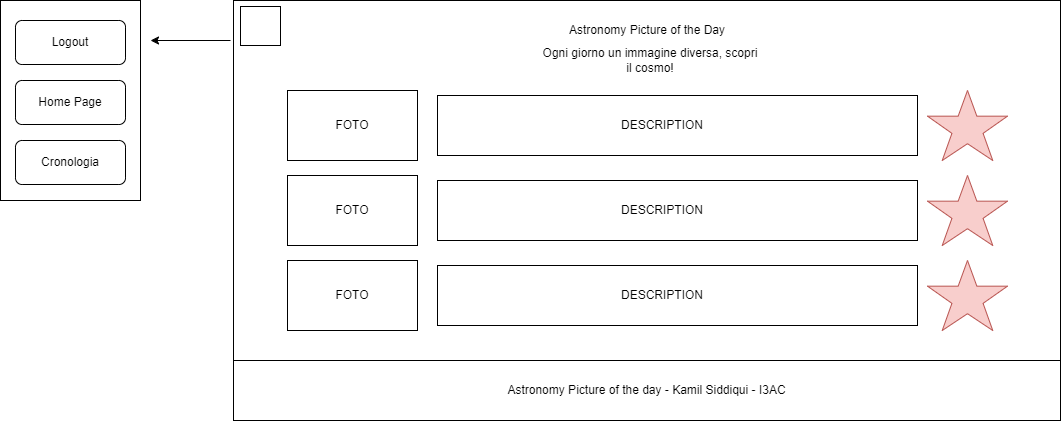 Logout
Home Page
Cronologia
Astronomy Picture of the Day
Ogni giorno un immagine diversa, scopri
il cosmo!
FOTO
DESCRIPTION
FOTO
DESCRIPTION
FOTO
DESCRIPTION
Astronomy Picture of the day - Kamil Siddiqui - I3AC